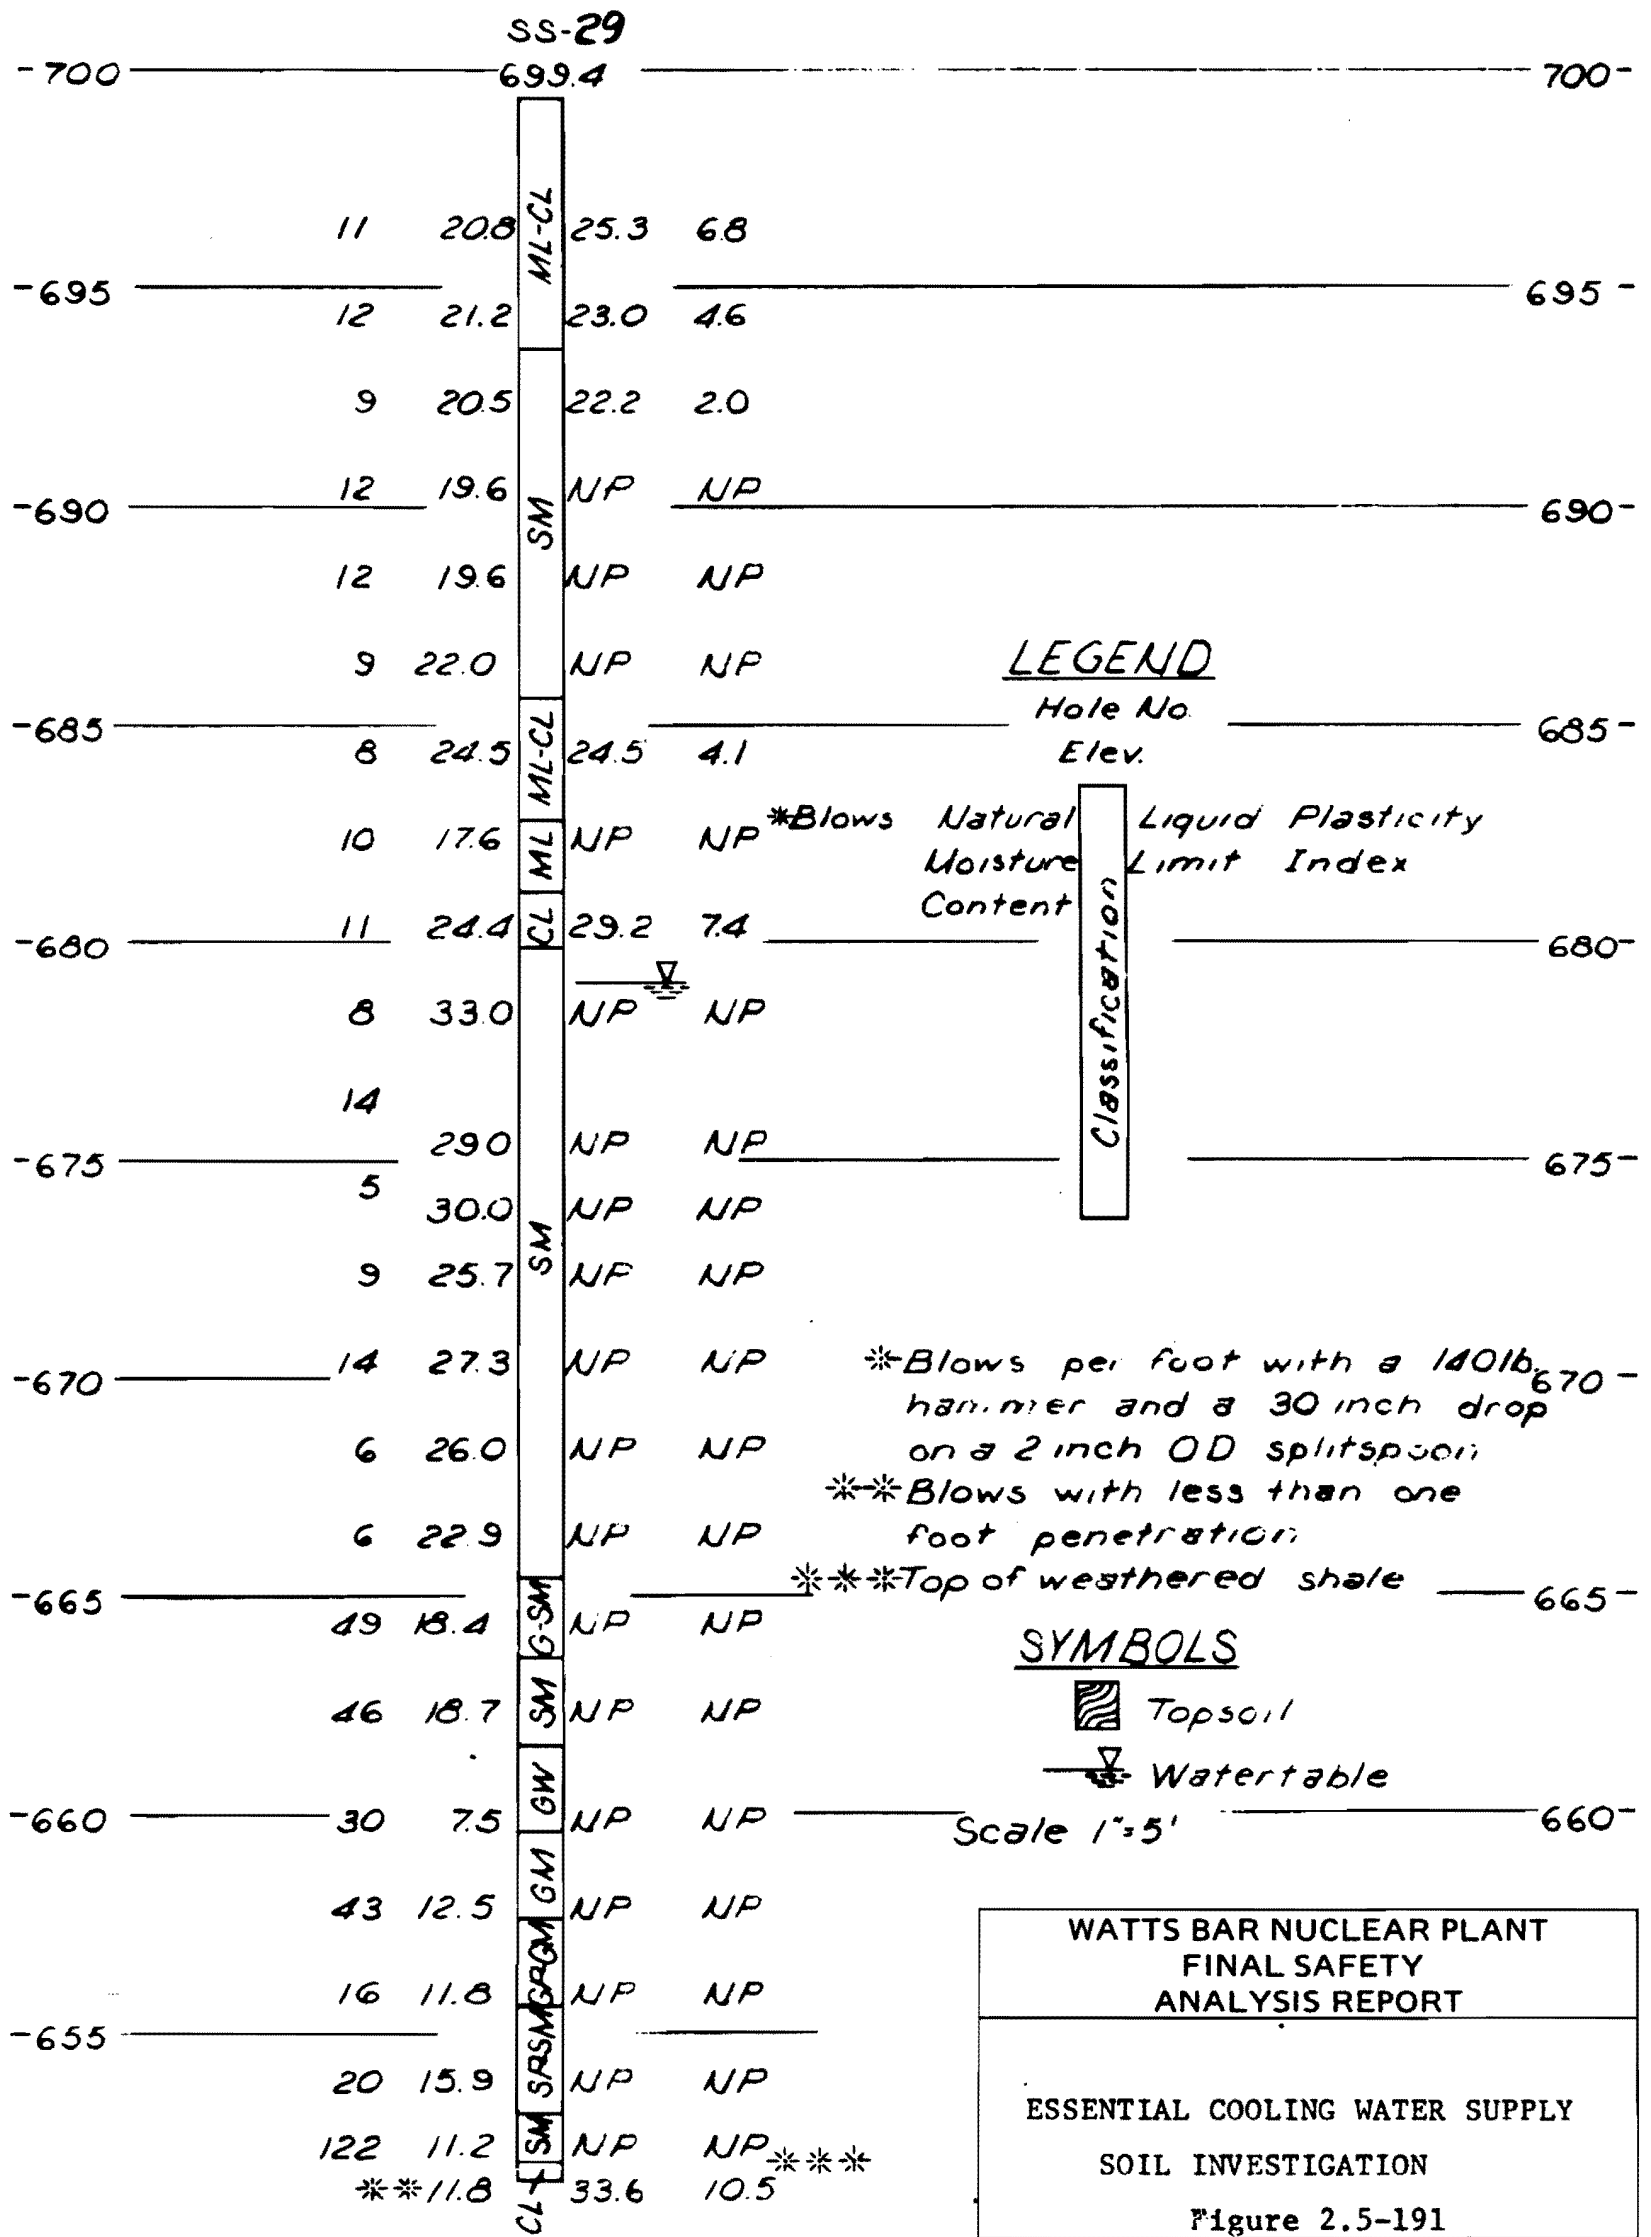 SS-29
-700 699.4 700-
11 20.8 25.3 6.8
ML-CL
-695 695-
12 21.2 23.0 4.6
9 20.5 22.2 2.0
12 19.6 NP NP
-690 690-
SM
12 19.6 NP NP
9 22.0 NP NP
LEGEND
Hole No.
-685 685-
Elev.
8 24.5 ML-CL 24.5 4.1
*Blows Natural Liquid Plasticity
10 17.6 ML NP NP
Moisture Limit Index
Content
11 24.4 CL 29.2 7.4
-680 680-
Classification
8 33.0 NP NP
14
29.0 NP NP
-675 675-
5
30.0 NP NP
SM
9 25.7 NP NP
14 27.3 NP NP
*Blows per foot with a 140lb.
-670 670-
hammer and a 30 inch drop
6 26.0 NP NP
on a 2 inch OD splitspoon
**Blows with less than one
6 22.9 NP NP
foot penetration
***Top of weathered shale
-665 665-
49 18.4 G-SM NP NP
SYMBOLS
46 18.7 SM NP NP
Topsoil
GW
Watertable
-660 30 7.5 NP NP 660-
Scale 1"=5'
GM
43 12.5 NP NP
GPGM
16 11.8 NP NP
-655
SPSM
20 15.9 NP NP
122 11.2 SM NP NP ***
**11.8 33.6 10.5
CL
WATTS BAR NUCLEAR PLANT
FINAL SAFETY
ANALYSIS REPORT
ESSENTIAL COOLING WATER SUPPLY
SOIL INVESTIGATION
Figure 2.5-191